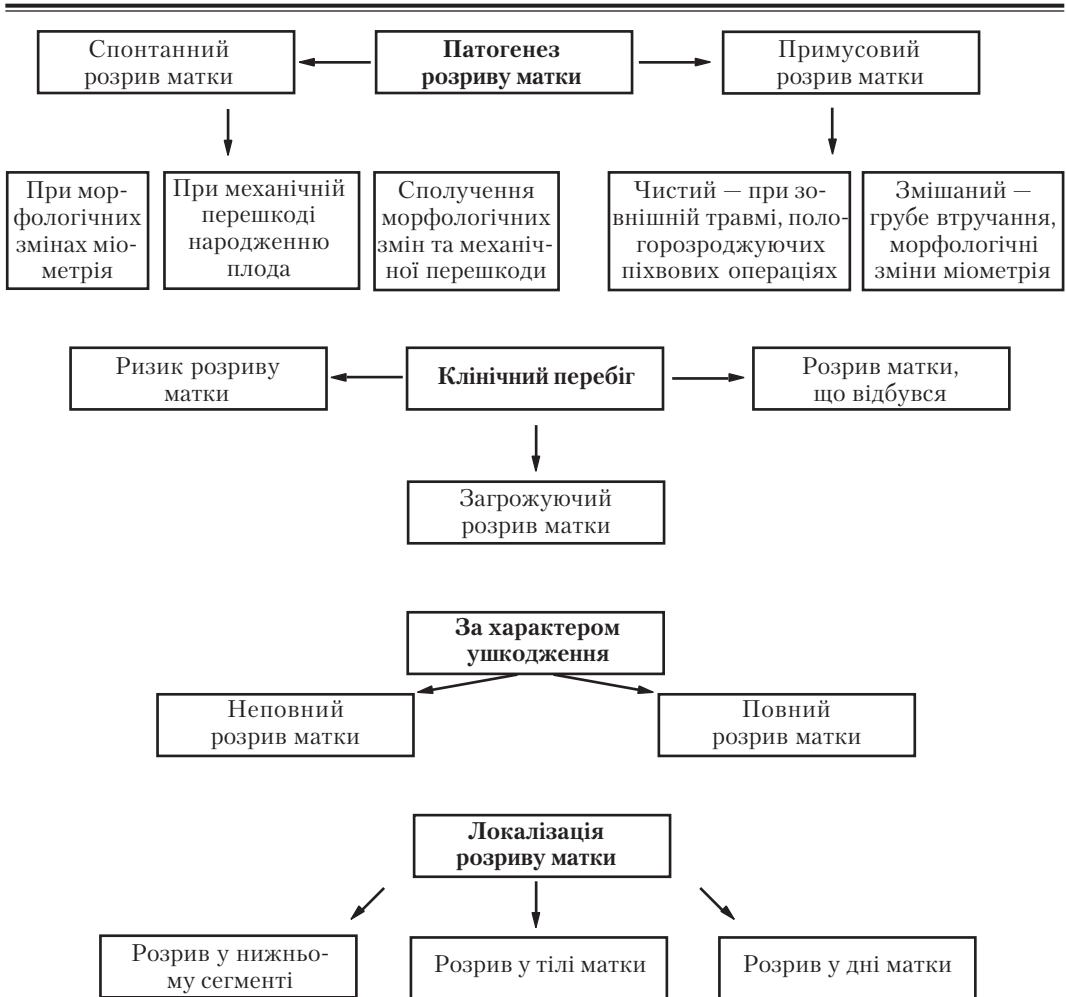 Спонтанний
розрив матки
Патогенез
розриву матки
Примусовий
розрив матки
При мор-
фологічних
змінах міо-
метрія
При механічній
перешкоді
народженню
плода
Сполучення
морфологічних
змін та механіч-
ної перешкоди
Чистий — при зо-
внішній травмі, поло-
горозроджуючих
піхвових операціях
Змішаний —
грубе втручання,
морфологічні
зміни міометрія
Ризик розриву
матки
Клінічний перебіг
Розрив матки,
що відбувся
Загрожуючий
розрив матки
За характером
ушкодження
Неповний
розрив матки
Повний
розрив матки
Локалізація
розриву матки
Розрив у нижньо-
му сегменті
Розрив у тілі матки
Розрив у дні матки